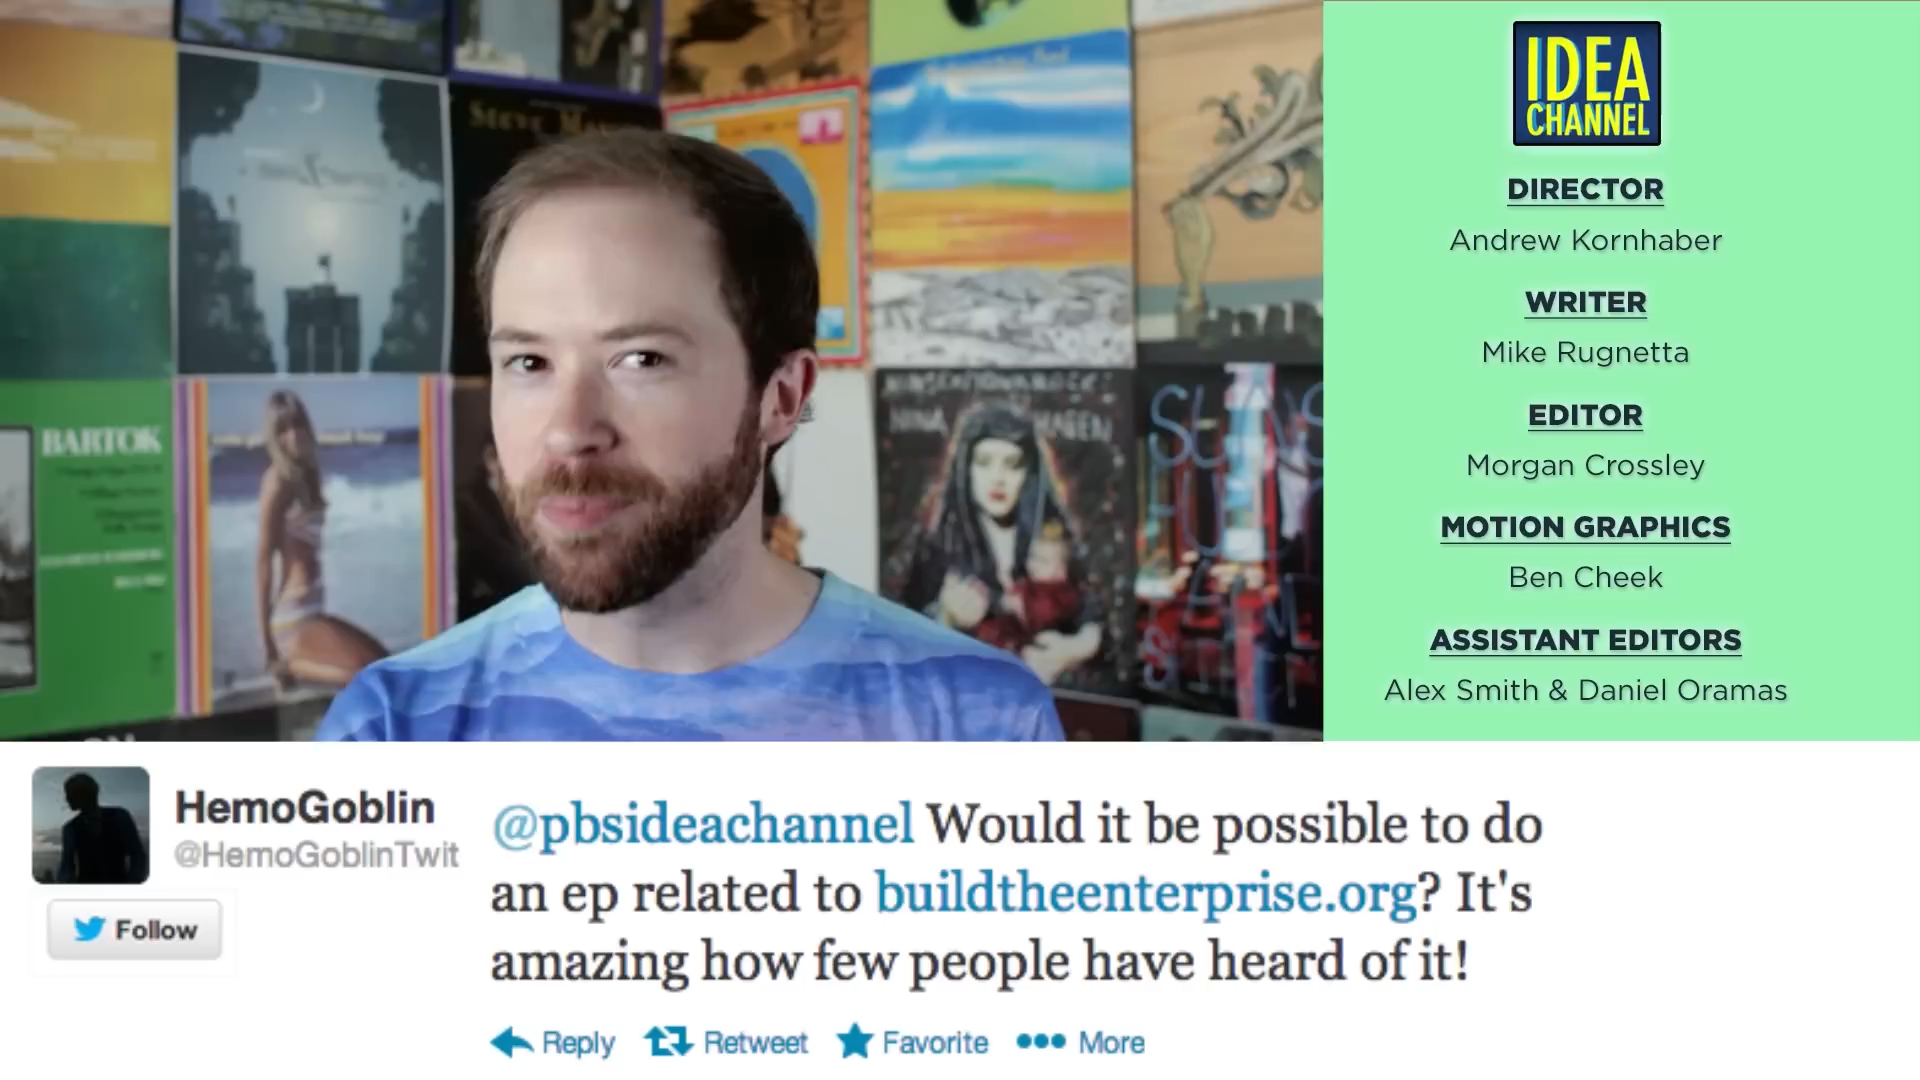 IDEA
CHANNEL
DIRECTOR
Andrew Kornhaber
WRITER
Mike Rugnetta
EDITOR
Morgan Crossley
MOTION GRAPHICS
Ben Cheek
ASSISTANT EDITORS
Alex Smith & Daniel Oramas
BARTOK
NINA HAGEN
HemoGoblin
@HemoGoblinTwit
Follow
@pbsideachannel Would it be possible to do
an ep related to buildtheenterprise.org? It's
amazing how few people have heard of it!
Reply Retweet Favorite More